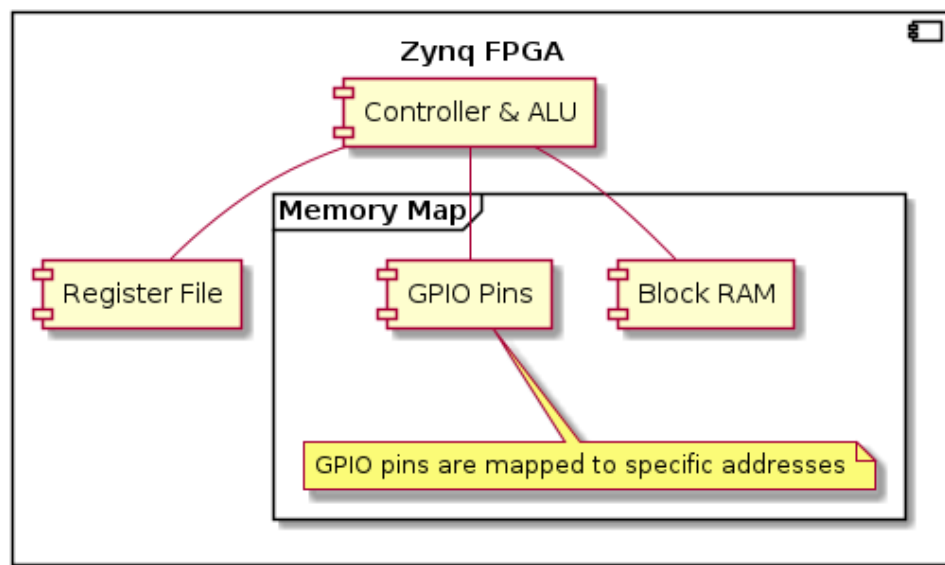 Zynq FPGA
Controller & ALU
Memory Map
Register File
GPIO Pins
Block RAM
GPIO pins are mapped to specific addresses